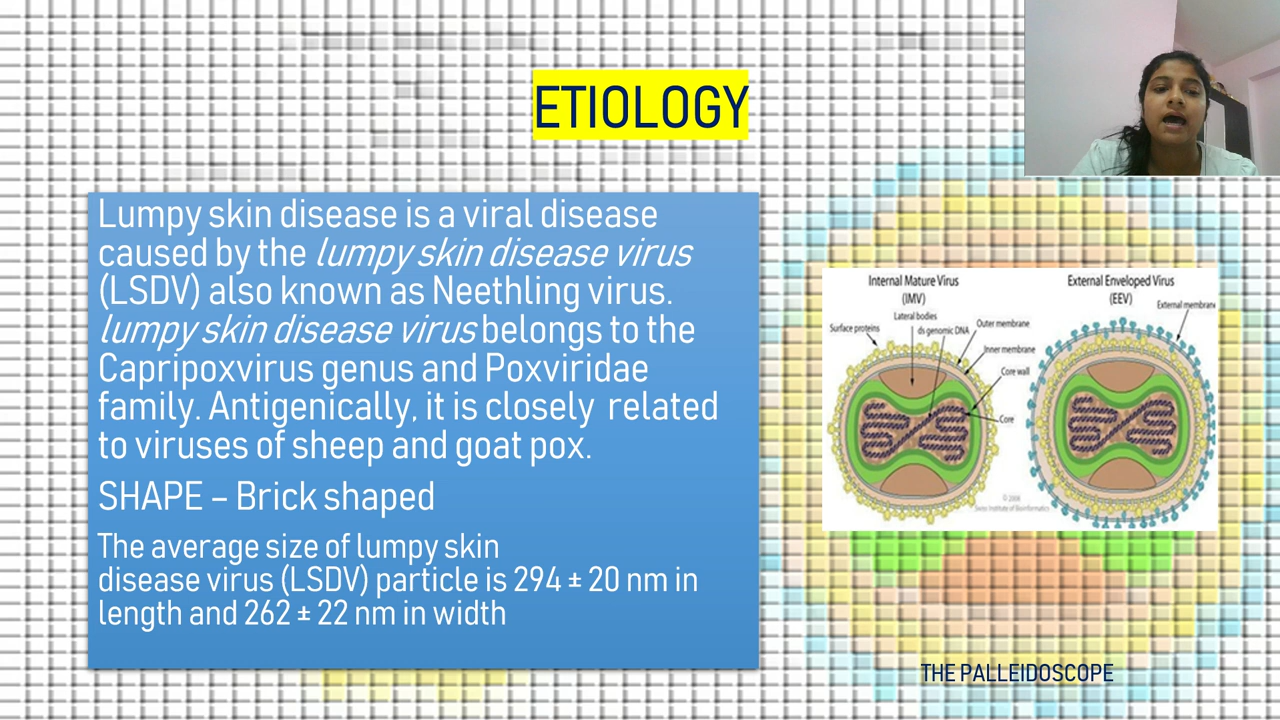 ETIOLOGY
Lumpy skin disease is a viral disease
caused by the lumpy skin disease virus
(LSDV) also known as Neethling virus.
lumpy skin disease virus belongs to the
Capripoxvirus genus and Poxviridae
family. Antigenically, it is closely related
to viruses of sheep and goat pox.
SHAPE – Brick shaped
The average size of lumpy skin
disease virus (LSDV) particle is 294 ± 20 nm in
length and 262 ± 22 nm in width
Internal Mature Virus
(IMV)
External Enveloped Virus
(EEV)
External membrane
Lateral bodies
Surface proteins
ds genomic DNA
Outer membrane
Inner membrane
Core wall
Core
© 2008
Swiss Institute of Bioinformatics
THE PALLEIDOSCOPE